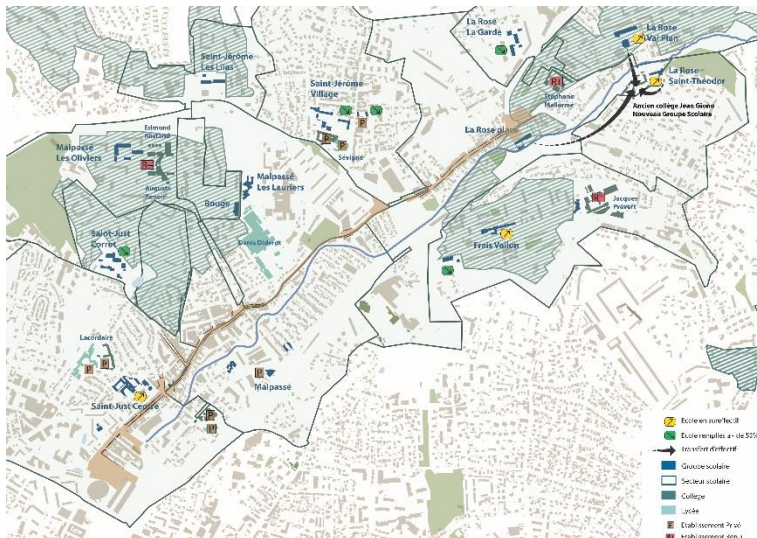 La Rose
Val Plan
La Rose
La Garde
Saint-Jérôme
Les Lilas
La Rose
Saint-Théodor
Saint-Jérôme
Village
Stéphane
Mallarmé
Ancien collège Jean Giono
Nouveau Groupe Scolaire
La Rose place
Edmond
Rostand
Sévigné
Malpassé
Les Oliviers
Malpassé
Les Lauriers
Auguste
Renoir
Jacques
Prévert
Bouge
Saint-Just
Corrot
Denis Diderot
Frais Vallon
Lacordaire
Malpassé
Saint-Just Centre
P
P
P
P
P
P
P
P
Ecole en sureffectif
Ecole remplies à - de 50%
Transfert d'effectif
Groupe scolaire
Secteur scolaire
Collège
Lycée
P
Etablissement Privé